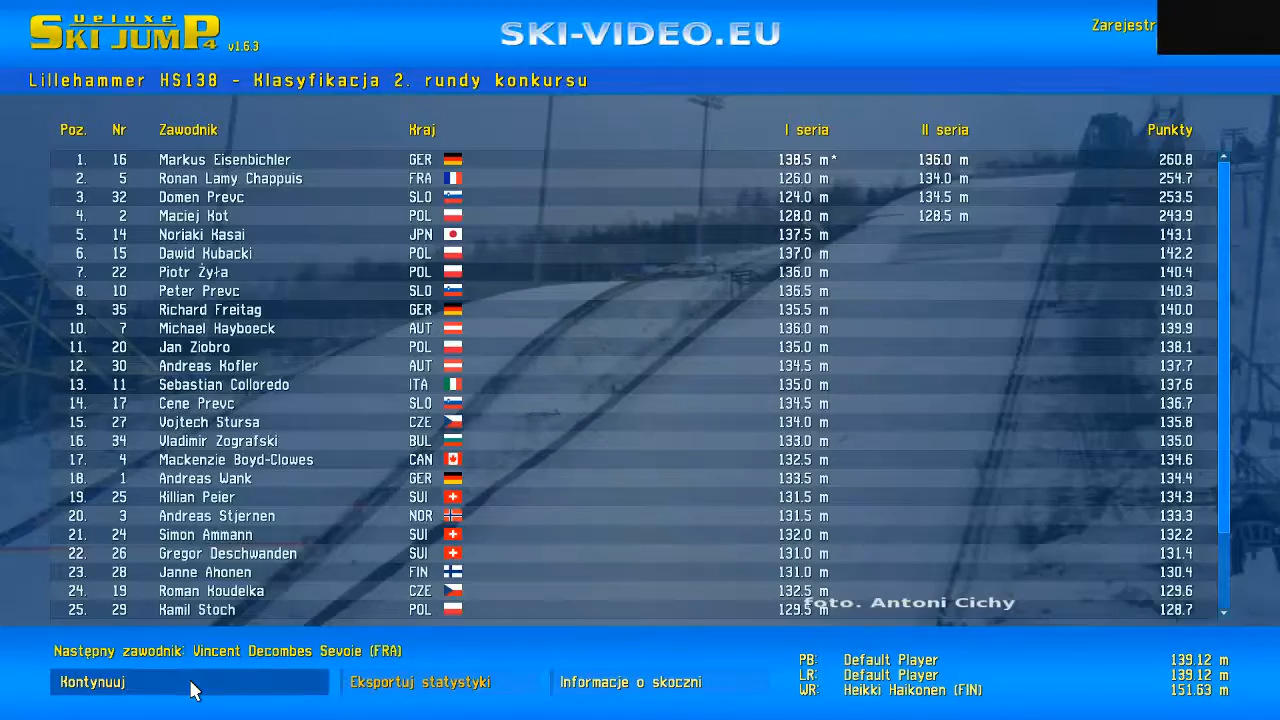 Deluxe
SKI JUMP 4 v1.6.3
SKI-VIDEO.EU
Zarejestr
Lillehammer HS138 - Klasyfikacja 2. rundy konkursu
Poz. Nr Zawodnik Kraj I seria II seria Punkty
1. 16 Markus Eisenbichler GER 138.5 m* 136.0 m 260.8
2. 5 Ronan Lamy Chappuis FRA 126.0 m 134.0 m 254.7
3. 32 Domen Prevc SLO 124.0 m 134.5 m 253.5
4. 2 Maciej Kot POL 128.0 m 128.5 m 243.9
5. 14 Noriaki Kasai JPN 137.5 m 143.1
6. 15 Dawid Kubacki POL 137.0 m 142.2
7. 22 Piotr Żyła POL 136.0 m 140.4
8. 10 Peter Prevc SLO 136.5 m 140.3
9. 35 Richard Freitag GER 135.5 m 140.0
10. 7 Michael Hayboeck AUT 136.0 m 139.9
11. 20 Jan Ziobro POL 135.0 m 138.1
12. 30 Andreas Kofler AUT 134.5 m 137.7
13. 11 Sebastian Colloredo ITA 135.0 m 137.6
14. 17 Cene Prevc SLO 134.5 m 136.7
15. 27 Vojtech Stursa CZE 134.0 m 135.8
16. 34 Vladimir Zografski BUL 133.0 m 135.0
17. 4 Mackenzie Boyd-Clowes CAN 132.5 m 134.6
18. 1 Andreas Wank GER 133.5 m 134.4
19. 25 Killian Peier SUI 131.5 m 134.3
20. 3 Andreas Stjernen NOR 131.5 m 133.3
21. 24 Simon Ammann SUI 132.0 m 132.2
22. 26 Gregor Deschwanden SUI 131.0 m 131.4
23. 28 Janne Ahonen FIN 131.0 m 130.4
24. 19 Roman Koudelka CZE 132.5 m 129.6
25. 29 Kamil Stoch POL 129.5 m 128.7
foto. Antoni Cichy
Następny zawodnik: Vincent Decombes Sevoie (FRA)
Kontynuuj Eksportuj statystyki Informacje o skoczni
PB: Default Player 139.12 m
LR: Default Player 139.12 m
WR: Heikki Haikonen (FIN) 151.63 m